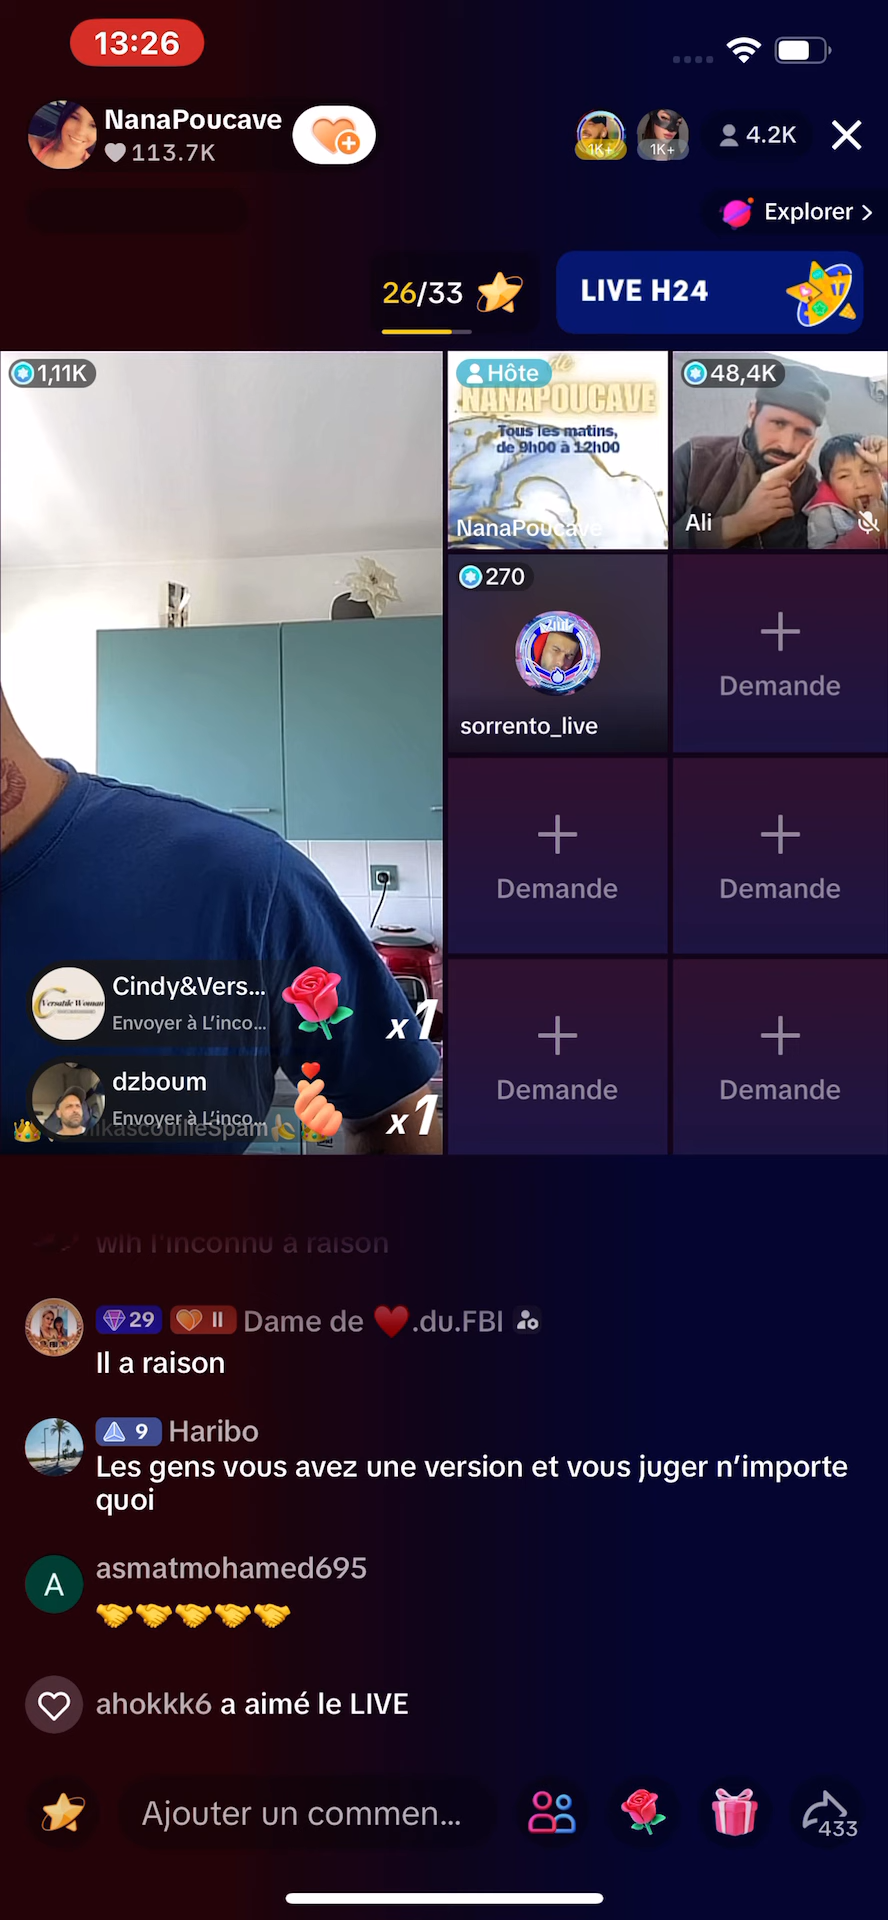 13:26
NanaPoucave
113.7K
1K+
1K+
4.2K
Explorer
26/33
LIVE H24
1,11K
Hôte
de
NANAPOUCAVE
Tous les matins,
de 9h00 à 12h00
NanaPoucave
48,4K
Ali
270
sorrento_live
Demande
Demande
Demande
Demande
Demande
Cindy&Vers...
Envoyer à L'inco...
x1
Versatile Woman
dzboum
Envoyer à L'inco...
x1
wlh l'inconnu a raison
29
II
Dame de ❤️.du.FBI
Il a raison
9
Haribo
Les gens vous avez une version et vous juger n'importe
quoi
A
asmatmohamed695
🤝🤝🤝🤝🤝
ahokkk6 a aimé le LIVE
Ajouter un commen...
433